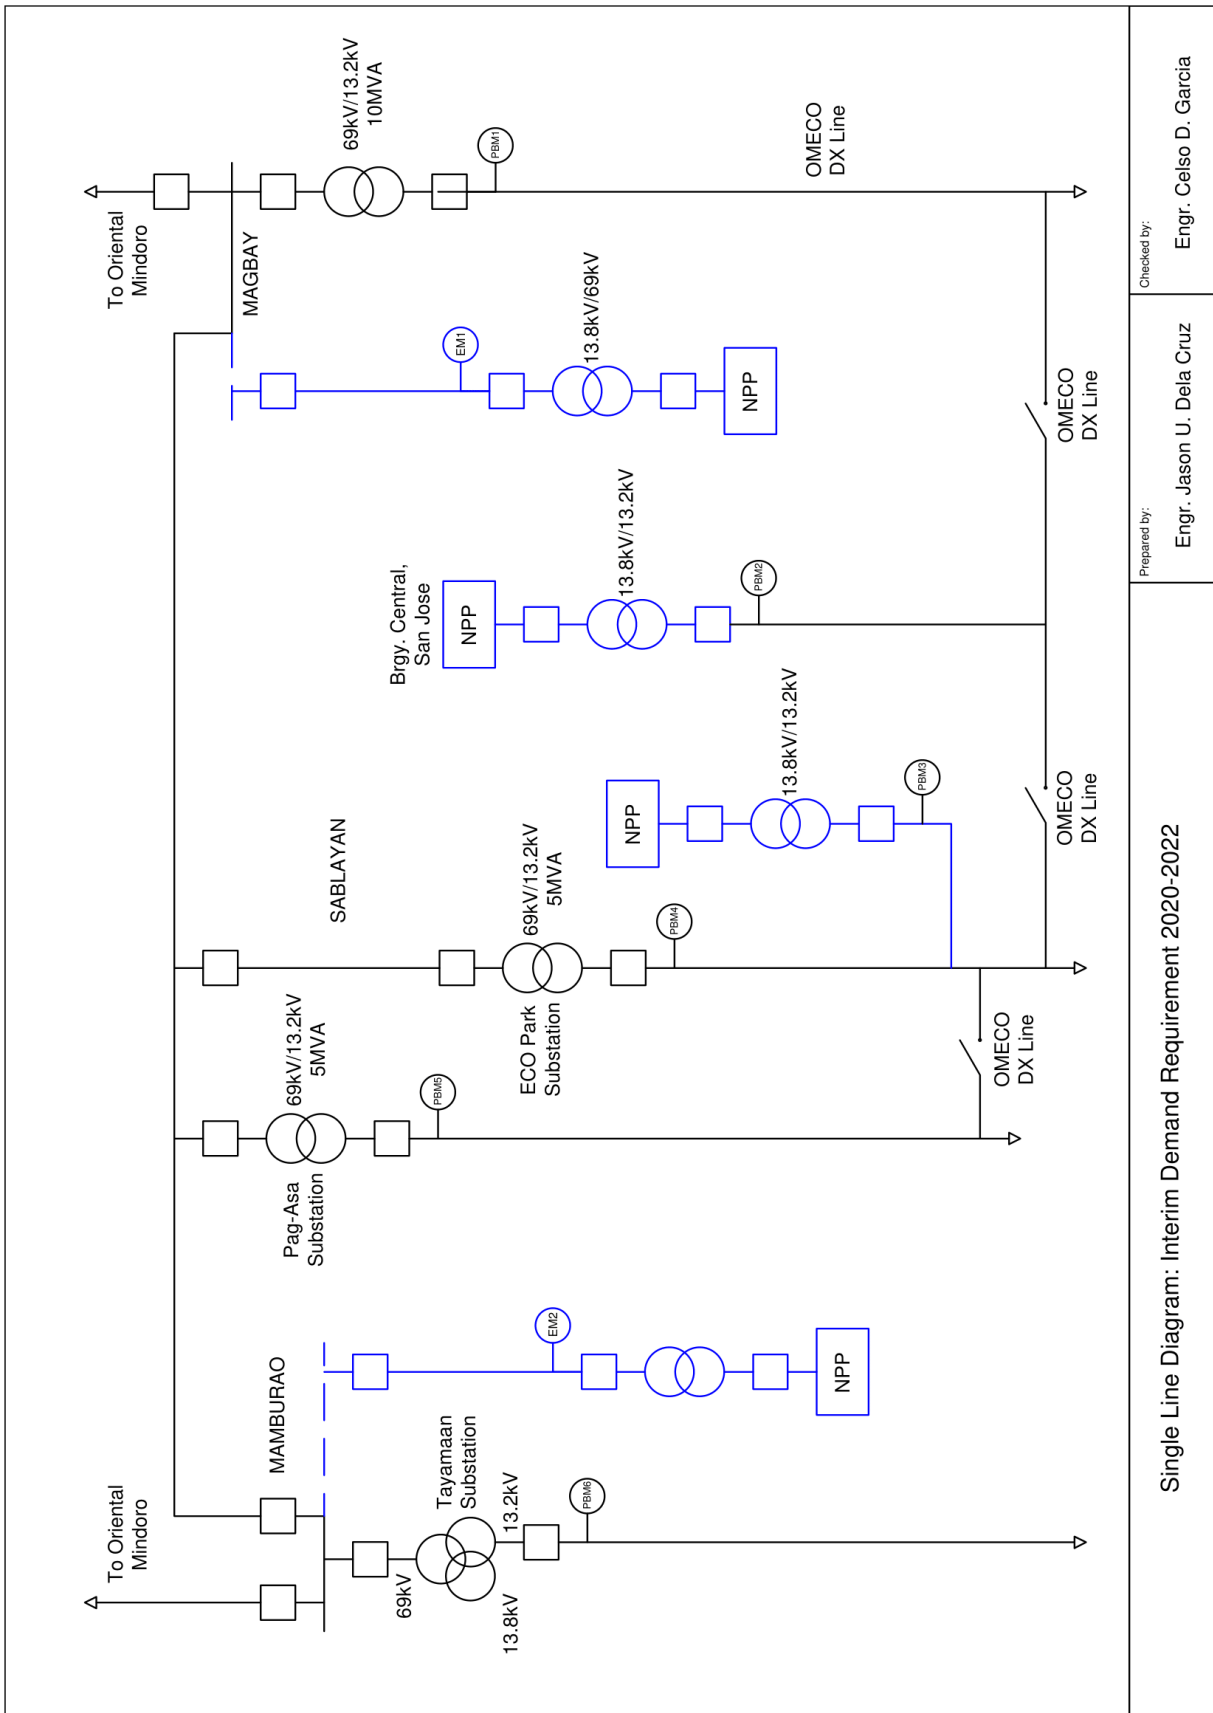 To Oriental
Mindoro
MAMBURAO
69kV
Tayamaan
Substation
13.8kV
13.2kV
PBM6
EM2
NPP
Pag-Asa
Substation
69kV/13.2kV
5MVA
PBM5
SABLAYAN
ECO Park
Substation
69kV/13.2kV
5MVA
PBM4
OMECO
DX Line
NPP
13.8kV/13.2kV
PBM3
OMECO
DX Line
Brgy. Central,
San Jose
NPP
13.8kV/13.2kV
PBM2
To Oriental
Mindoro
MAGBAY
EM1
13.8kV/69kV
NPP
OMECO
DX Line
69kV/13.2kV
10MVA
PBM1
OMECO
DX Line
Single Line Diagram: Interim Demand Requirement 2020-2022
Prepared by:
Engr. Jason U. Dela Cruz
Checked by:
Engr. Celso D. Garcia